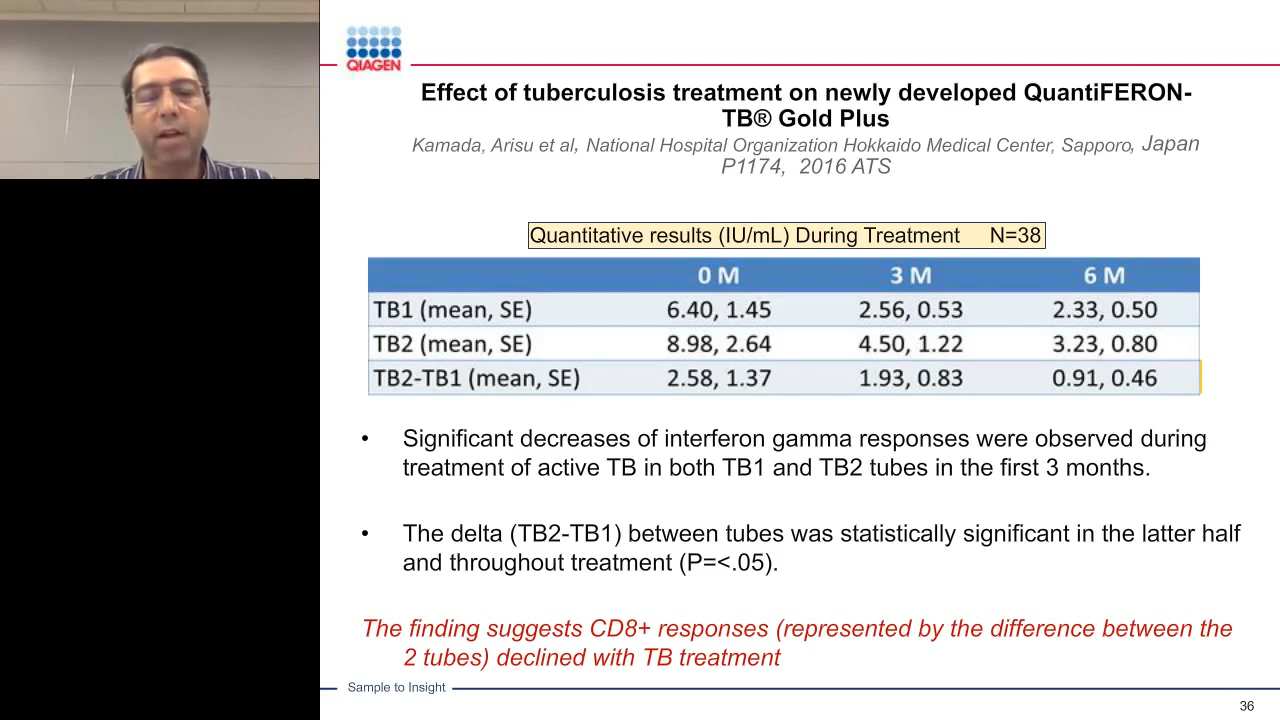 QIAGEN
Effect of tuberculosis treatment on newly developed QuantiFERON-
TB® Gold Plus
Kamada, Arisu et al, National Hospital Organization Hokkaido Medical Center, Sapporo, Japan
P1174, 2016 ATS
Quantitative results (IU/mL) During Treatment N=38
0 M 3 M 6 M
TB1 (mean, SE) 6.40, 1.45 2.56, 0.53 2.33, 0.50
TB2 (mean, SE) 8.98, 2.64 4.50, 1.22 3.23, 0.80
TB2-TB1 (mean, SE) 2.58, 1.37 1.93, 0.83 0.91, 0.46
• Significant decreases of interferon gamma responses were observed during
treatment of active TB in both TB1 and TB2 tubes in the first 3 months.
• The delta (TB2-TB1) between tubes was statistically significant in the latter half
and throughout treatment (P=<.05).
The finding suggests CD8+ responses (represented by the difference between the
2 tubes) declined with TB treatment
Sample to Insight
36